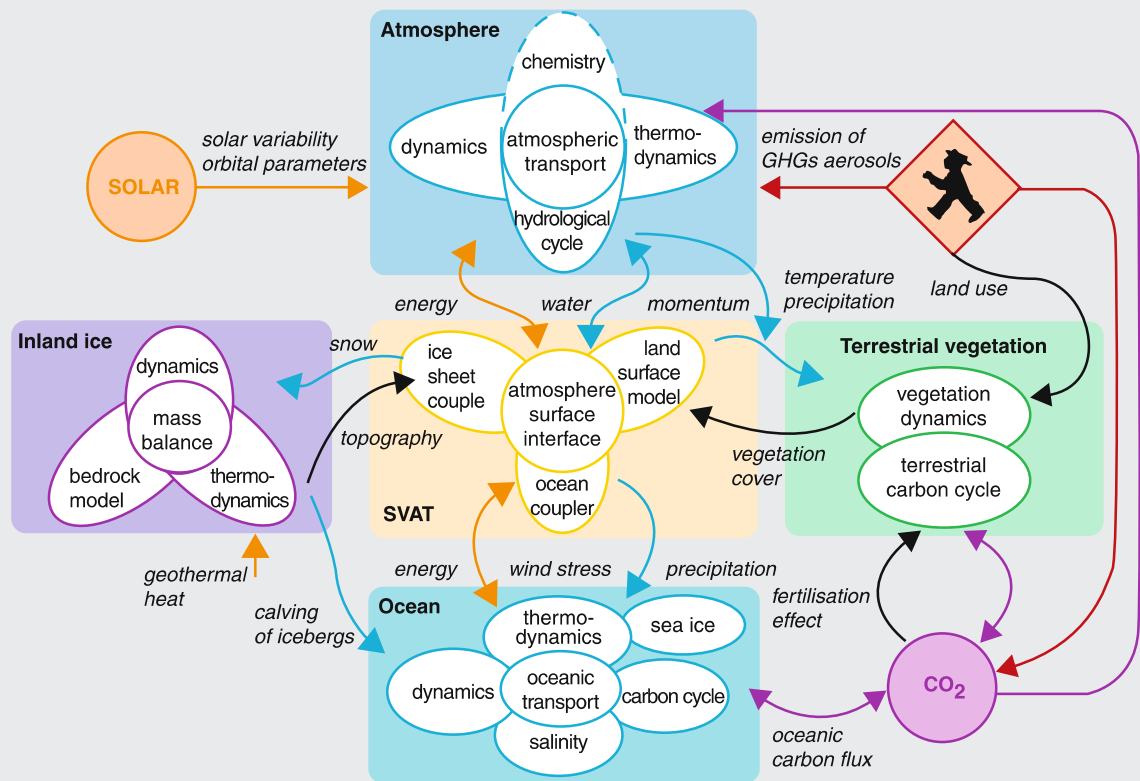 Atmosphere
chemistry
dynamics
atmospheric
transport
thermo-
dynamics
hydrological
cycle
solar variability
orbital parameters
SOLAR
emission of
GHGs aerosols
energy
water
momentum
temperature
precipitation
land use
Inland ice
dynamics
mass
balance
bedrock
model
thermo-
dynamics
snow
topography
geothermal
heat
calving
of icebergs
ice
sheet
couple
land
surface
model
atmosphere
surface
interface
ocean
coupler
SVAT
Terrestrial vegetation
vegetation
dynamics
terrestrial
carbon cycle
vegetation
cover
energy
wind stress
precipitation
fertilisation
effect
Ocean
thermo-
dynamics
sea ice
dynamics
oceanic
transport
carbon cycle
salinity
oceanic
carbon flux
CO2